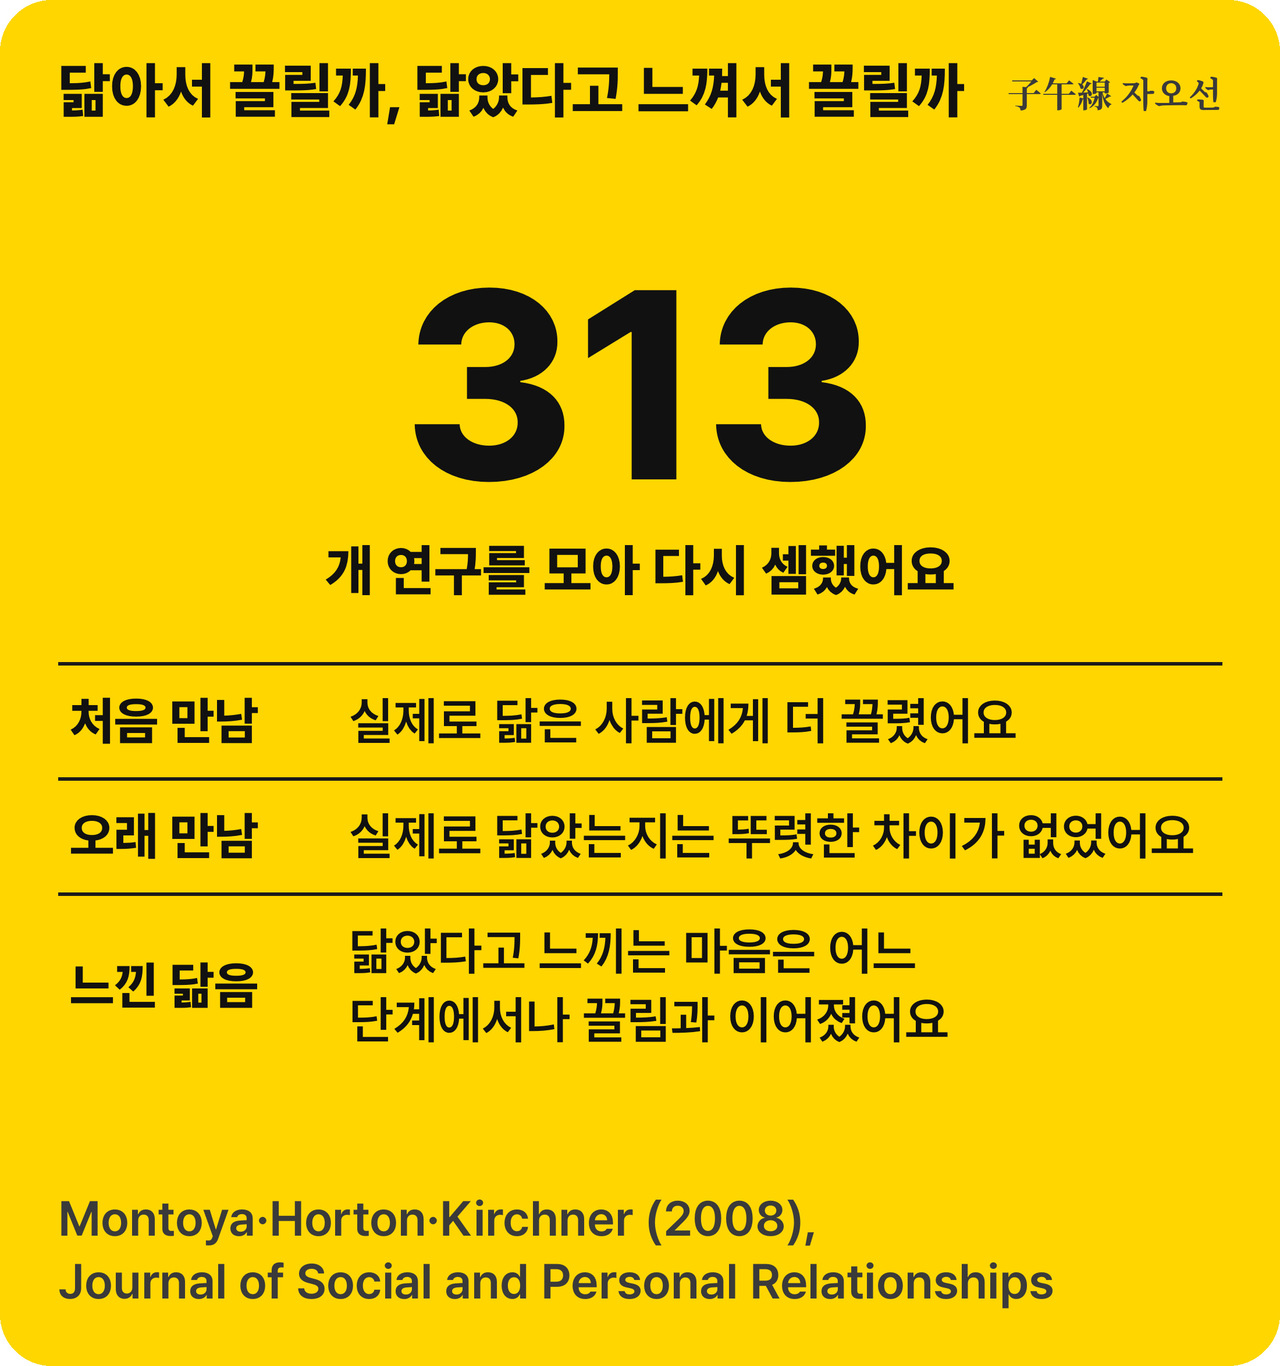 닮아서 끌릴까, 닮았다고 느껴서 끌릴까
子午線 자오선
313
개 연구를 모아 다시 셈했어요
처음 만남 실제로 닮은 사람에게 더 끌렸어요
오래 만남 실제로 닮았는지는 뚜렷한 차이가 없었어요
느낀 닮음 닮았다고 느끼는 마음은 어느
단계에서나 끌림과 이어졌어요
Montoya·Horton·Kirchner (2008),
Journal of Social and Personal Relationships